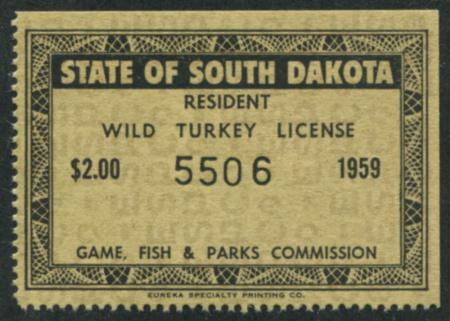 STATE OF SOUTH DAKOTA
RESIDENT
WILD TURKEY LICENSE
$2.00 5506 1959
GAME, FISH & PARKS COMMISSION
EUREKA SPECIALTY PRINTING CO.